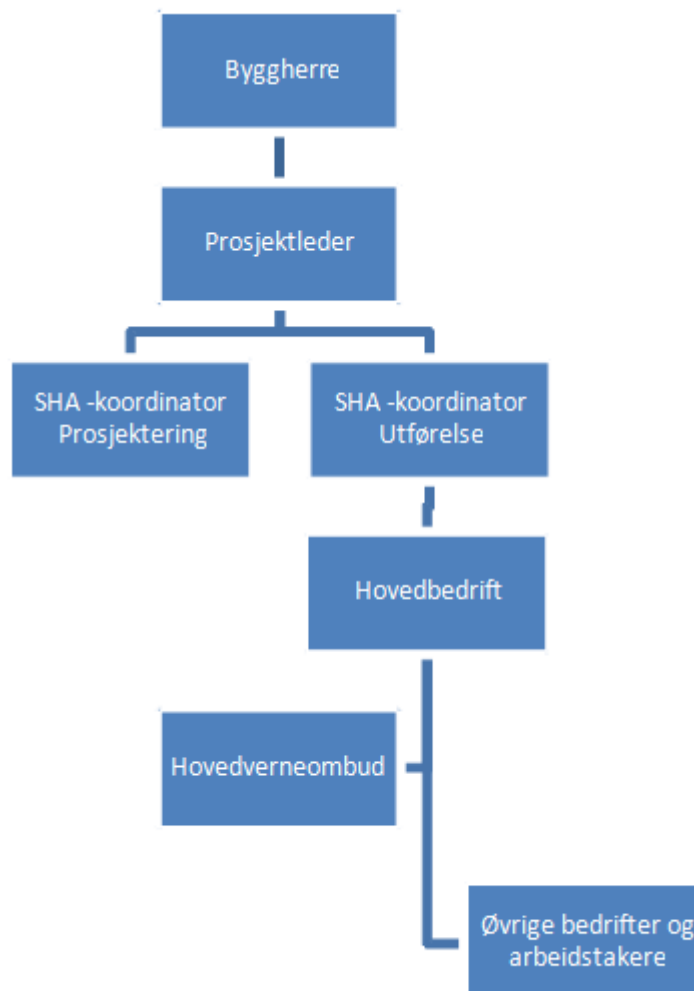 Byggherre
Prosjektleder
SHA -koordinator
Prosjektering
SHA -koordinator
Utførelse
Hovedbedrift
Hovedverneombud
Øvrige bedrifter og
arbeidstakere